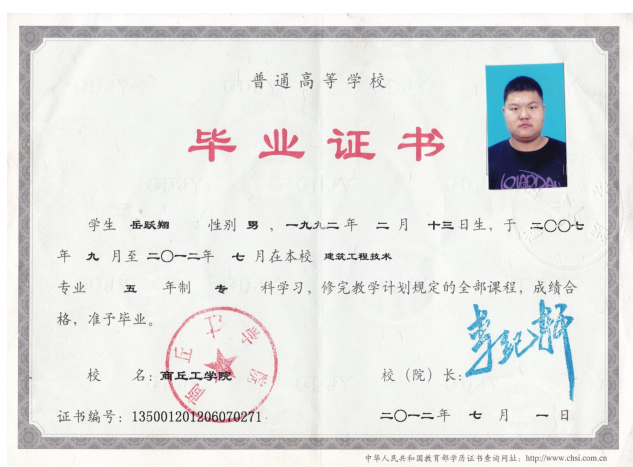 普通高等学校
毕业证书
学生 岳跃翔 性别 男 ，一九九二年 二 月 十三日生，于 二〇〇七
年 九 月至 二〇一二年 七 月在本校 建筑工程技术
专业 五 年制 专 科学习，修完教学计划规定的全部课程，成绩合
格，准予毕业。
校 名：商丘工学院 校（院）长：
证书编号：135001201206070271 二〇一二年 七 月 一日
中华人民共和国教育部学历证书查询网址：http://www.chsi.com.cn